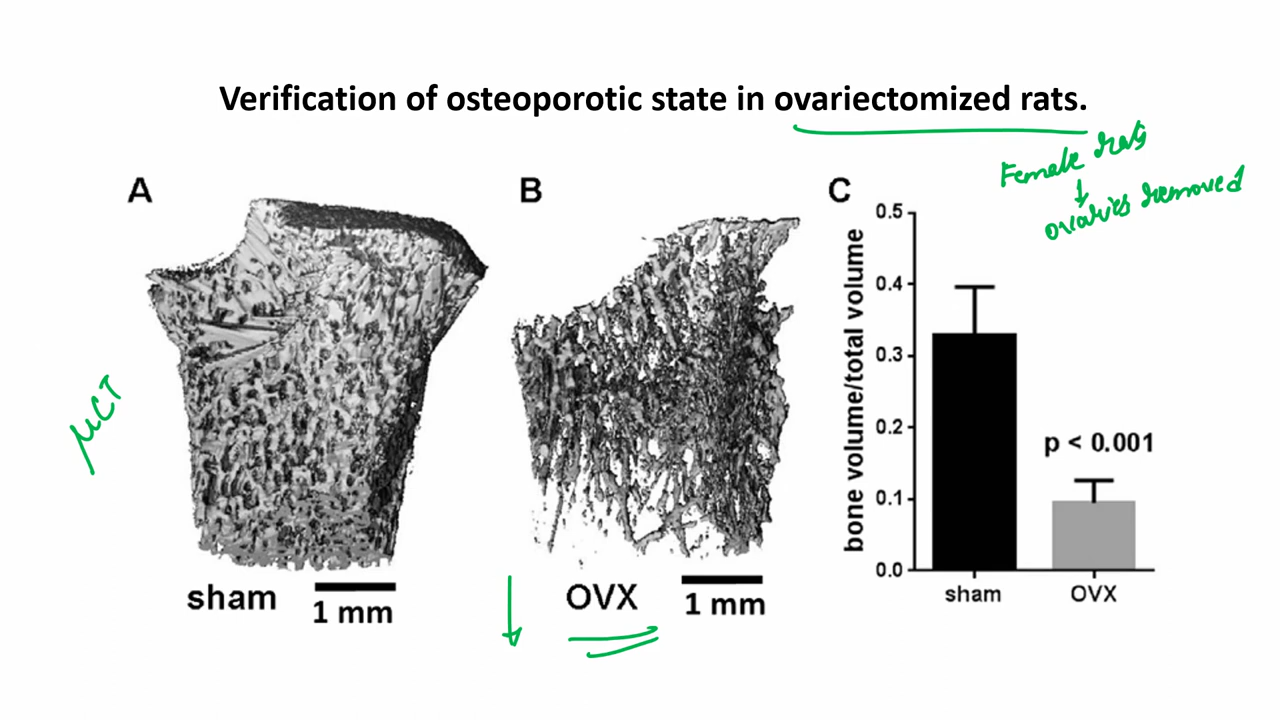 Verification of osteoporotic state in ovariectomized rats.
Female rats
↓
ovaries removed
A
B
C
μCT
sham
1 mm
OVX
1 mm
bone volume/total volume
0.5
0.4
0.3
0.2
0.1
0.0
p < 0.001
sham
OVX